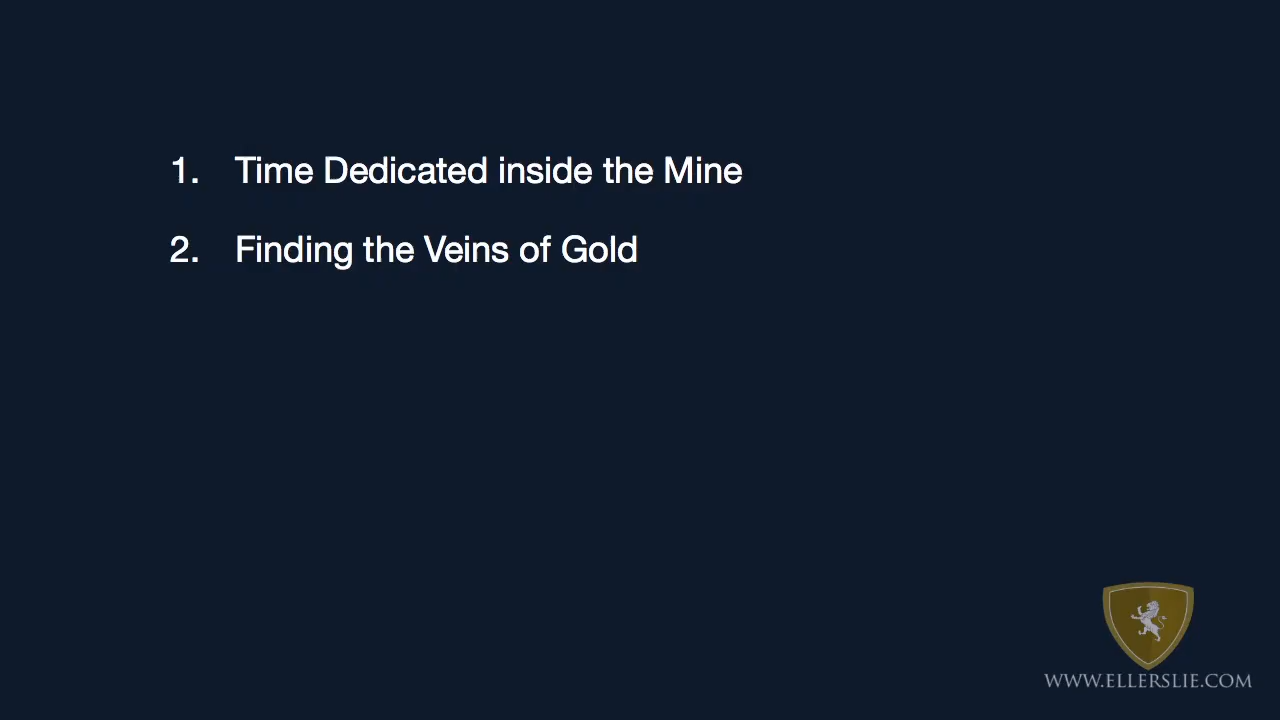 1. Time Dedicated inside the Mine
2. Finding the Veins of Gold
WWW.ELLERSLIE.COM